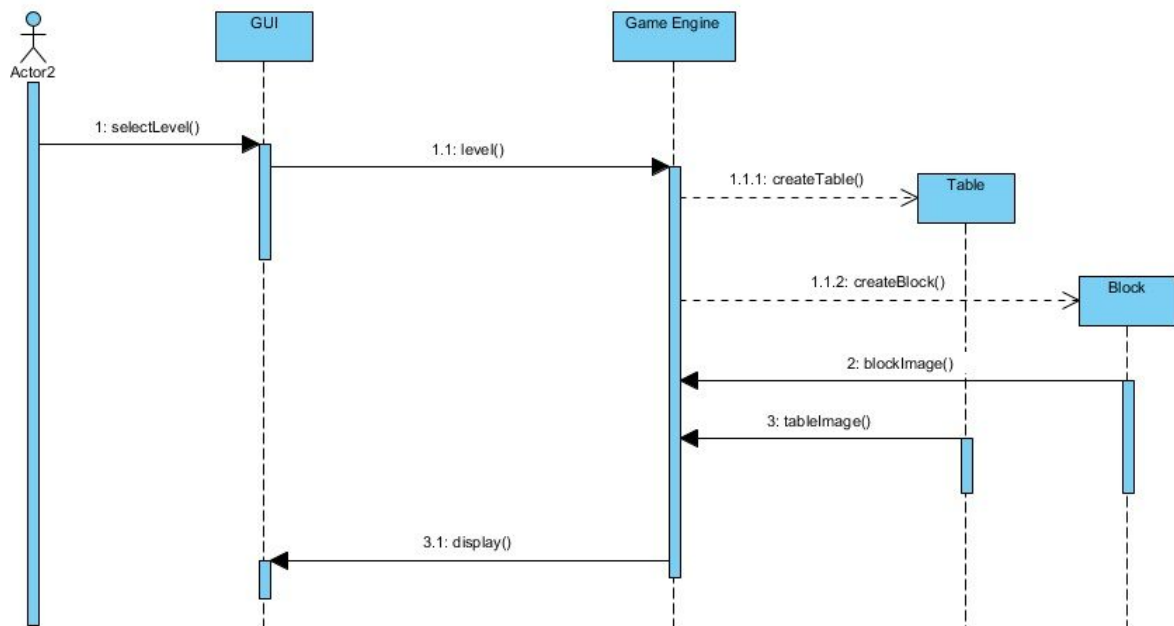 GUI
Game Engine
Actor2
1: selectLevel()
1.1: level()
1.1.1: createTable()
Table
1.1.2: createBlock()
Block
2: blockImage()
3: tableImage()
3.1: display()